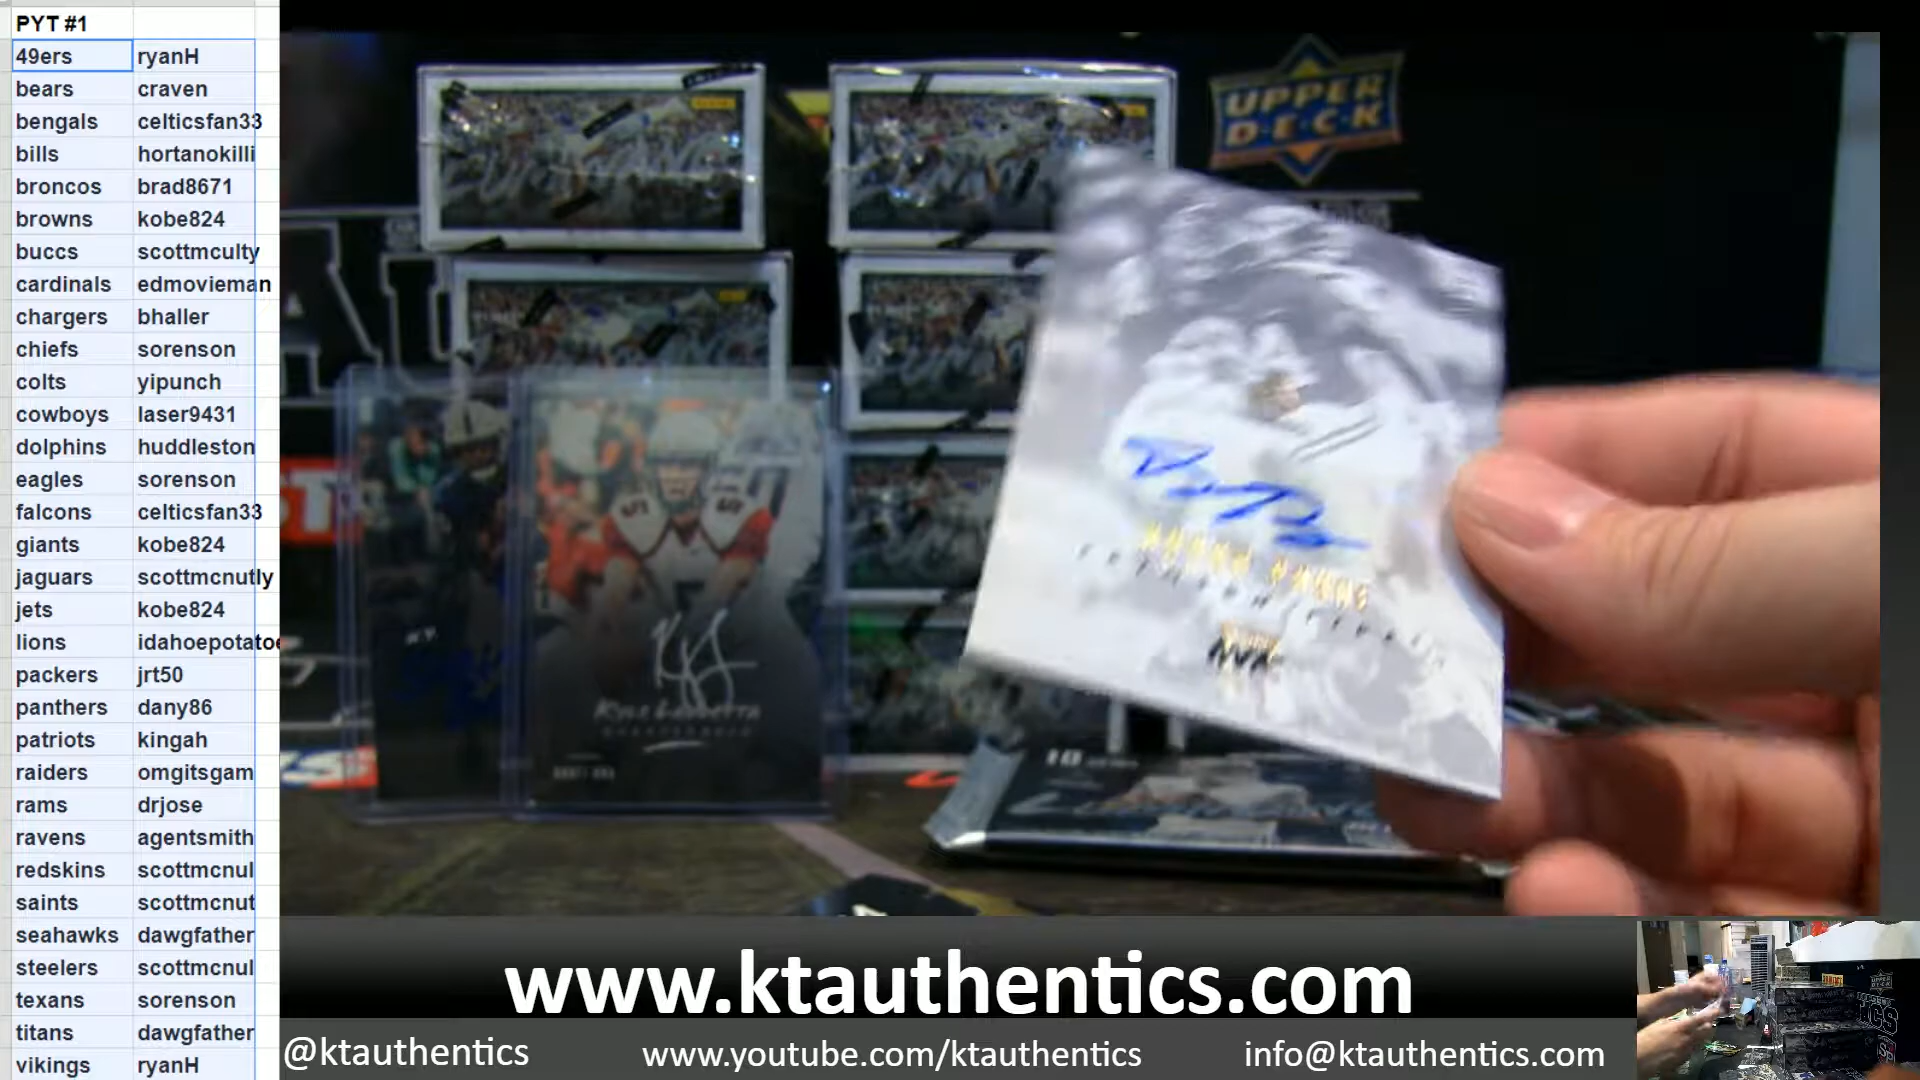 PYT #1
49ers ryanH
bears craven
bengals celticsfan33
bills hortanokilli
broncos brad8671
browns kobe824
buccs scottmculty
cardinals edmovieman
chargers bhaller
chiefs sorenson
colts yipunch
cowboys laser9431
dolphins huddleston
eagles sorenson
falcons celticsfan33
giants kobe824
jaguars scottmcnutly
jets kobe824
lions idahoepotatoe
packers jrt50
panthers dany86
patriots kingah
raiders omgitsgam
rams drjose
ravens agentsmith
redskins scottmcnul
saints scottmcnut
seahawks dawgfather
steelers scottmcnul
texans sorenson
titans dawgfather
vikings ryanH
UPPER
D·E·C·K
www.ktauthentics.com
@ktauthentics www.youtube.com/ktauthentics info@ktauthentics.com